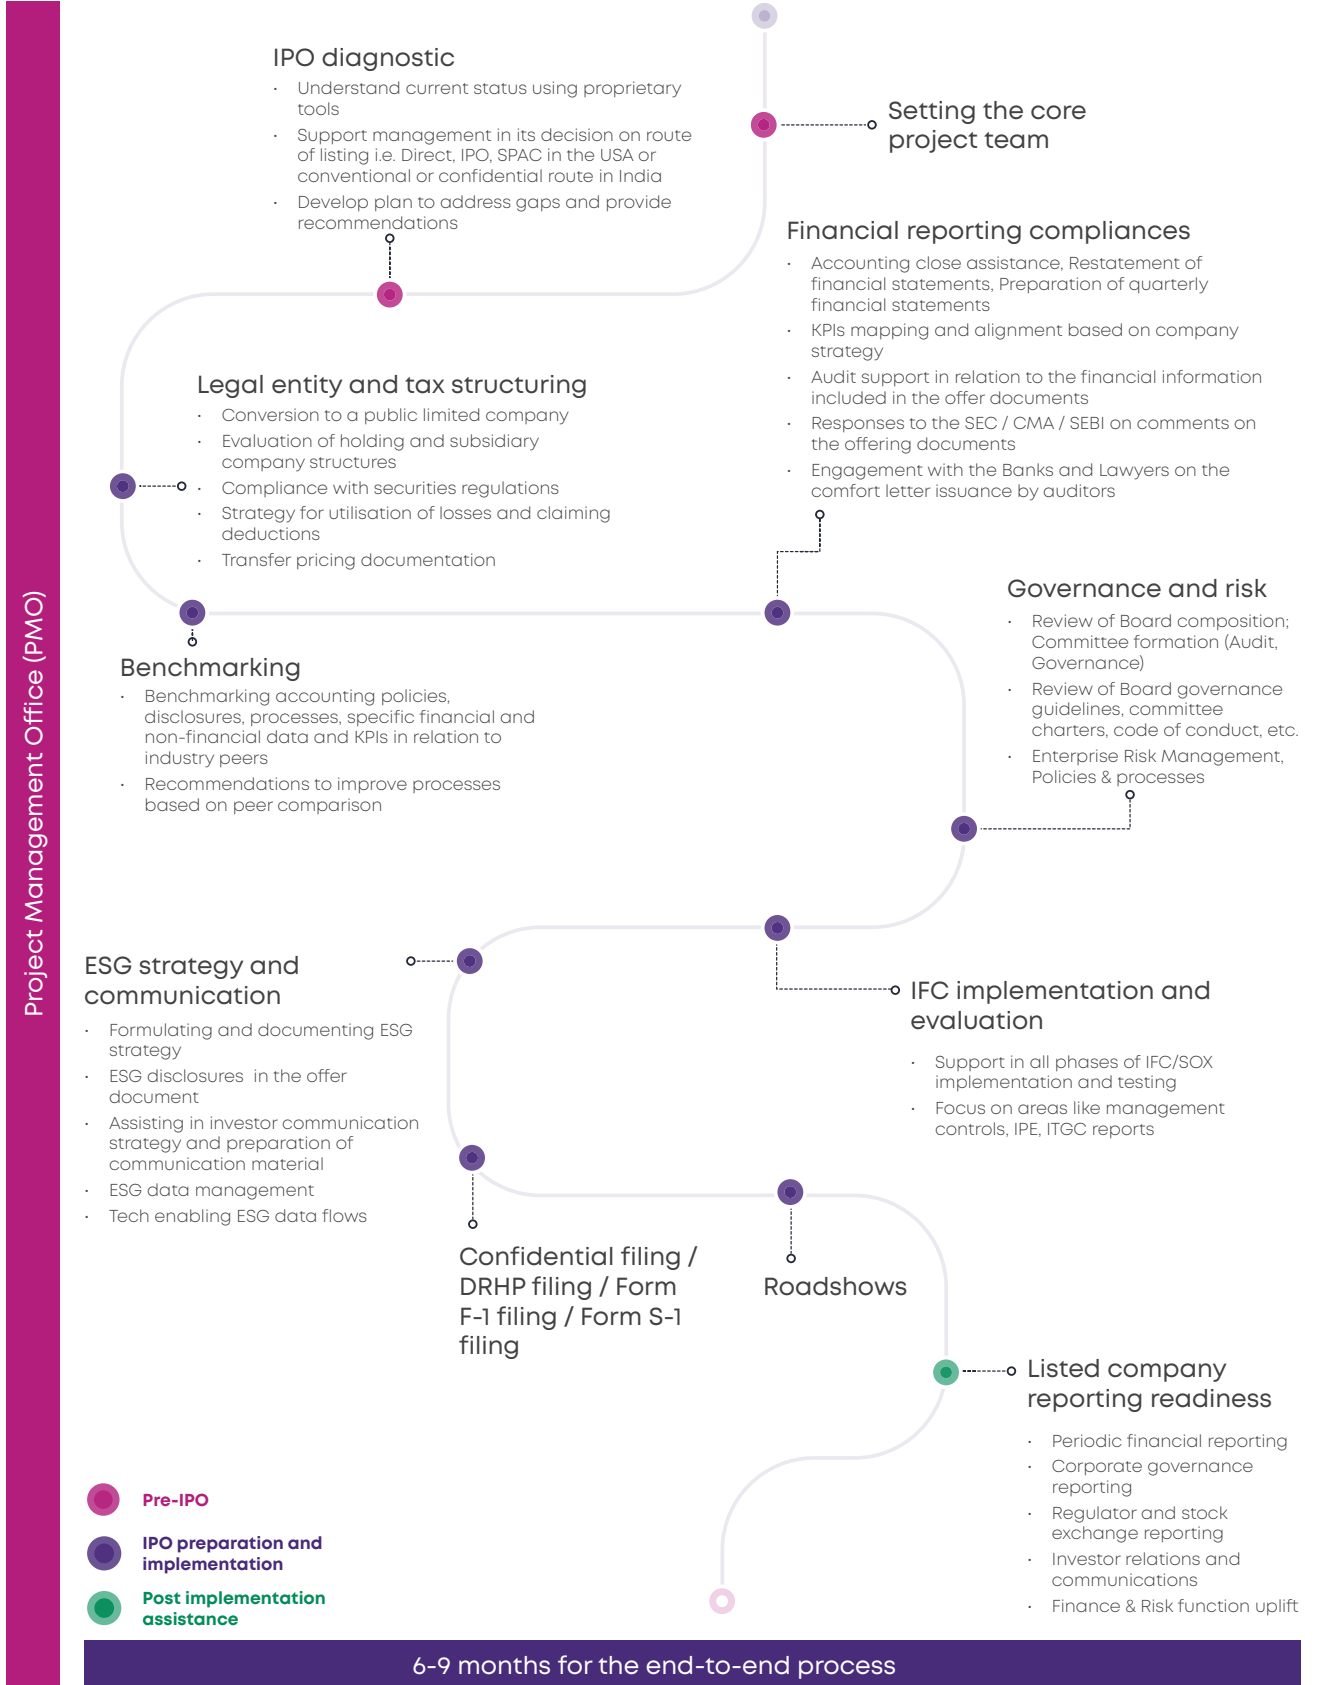 Project Management Office (PMO)
IPO diagnostic
· Understand current status using proprietary
tools
· Support management in its decision on route
of listing i.e. Direct, IPO, SPAC in the USA or
conventional or confidential route in India
· Develop plan to address gaps and provide
recommendations
Setting the core
project team
Financial reporting compliances
· Accounting close assistance, Restatement of
financial statements, Preparation of quarterly
financial statements
· KPIs mapping and alignment based on company
strategy
· Audit support in relation to the financial information
included in the offer documents
· Responses to the SEC / CMA / SEBI on comments on
the offering documents
· Engagement with the Banks and Lawyers on the
comfort letter issuance by auditors
Legal entity and tax structuring
· Conversion to a public limited company
· Evaluation of holding and subsidiary
company structures
· Compliance with securities regulations
· Strategy for utilisation of losses and claiming
deductions
· Transfer pricing documentation
Benchmarking
· Benchmarking accounting policies,
disclosures, processes, specific financial and
non-financial data and KPIs in relation to
industry peers
· Recommendations to improve processes
based on peer comparison
Governance and risk
· Review of Board composition;
Committee formation (Audit,
Governance)
· Review of Board governance
guidelines, committee
charters, code of conduct, etc.
· Enterprise Risk Management,
Policies & processes
ESG strategy and
communication
· Formulating and documenting ESG
strategy
· ESG disclosures in the offer
document
· Assisting in investor communication
strategy and preparation of
communication material
· ESG data management
· Tech enabling ESG data flows
IFC implementation and
evaluation
· Support in all phases of IFC/SOX
implementation and testing
· Focus on areas like management
controls, IPE, ITGC reports
Confidential filing /
DRHP filing / Form
F-1 filing / Form S-1
filing
Roadshows
Listed company
reporting readiness
· Periodic financial reporting
· Corporate governance
reporting
· Regulator and stock
exchange reporting
· Investor relations and
communications
· Finance & Risk function uplift
Pre-IPO
IPO preparation and
implementation
Post implementation
assistance
6-9 months for the end-to-end process